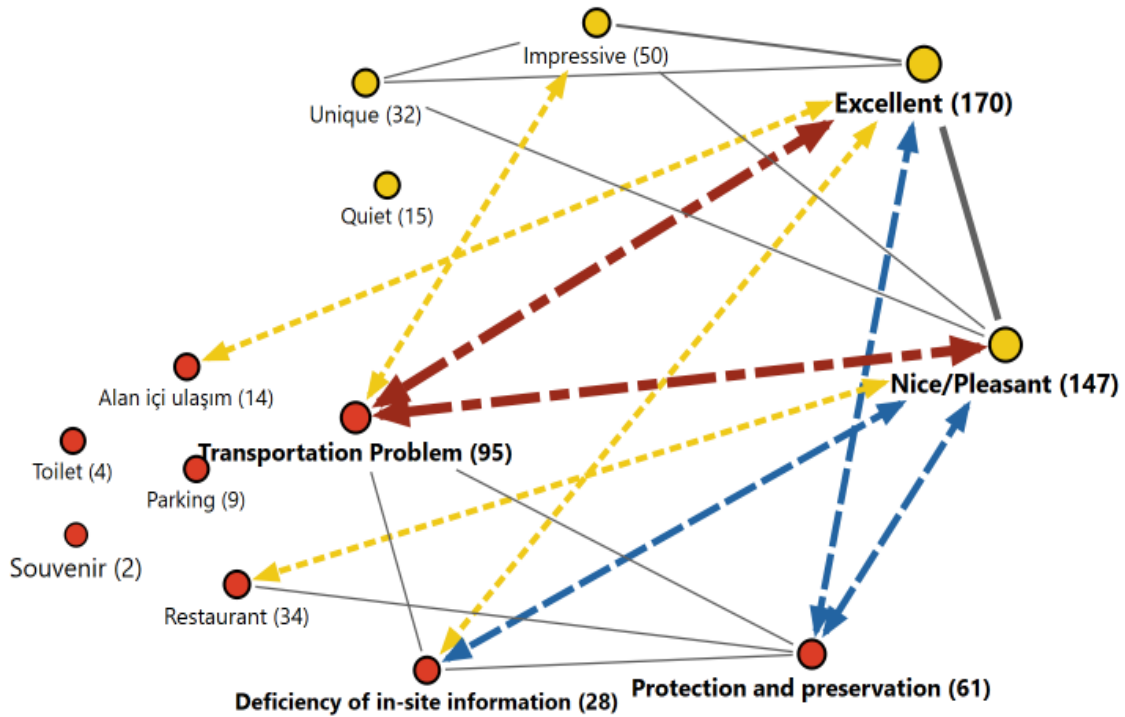 Impressive (50)
Excellent (170)
Unique (32)
Quiet (15)
Nice/Pleasant (147)
Alan içi ulaşım (14)
Transportation Problem (95)
Toilet (4)
Parking (9)
Souvenir (2)
Restaurant (34)
Protection and preservation (61)
Deficiency of in-site information (28)